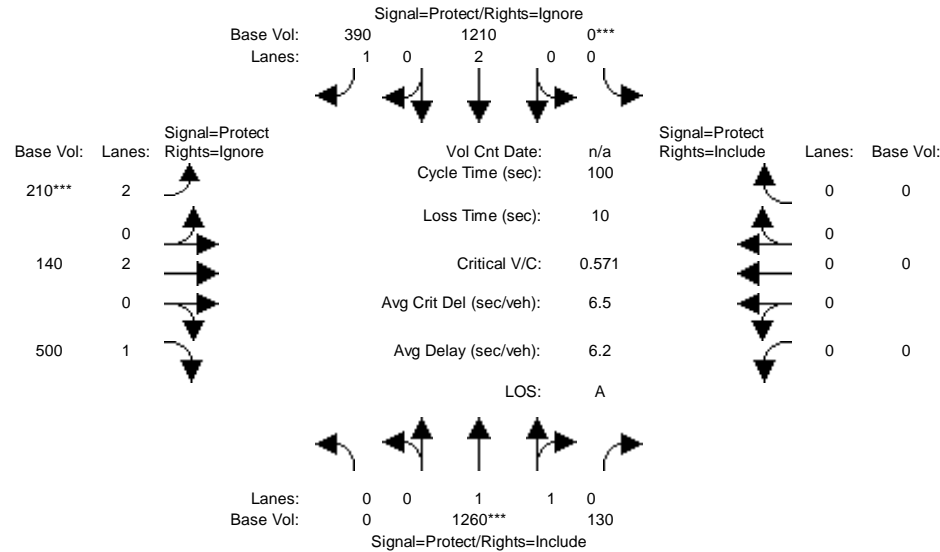 Signal=Protect/Rights=Ignore
Base Vol: 390 1210 0***
Lanes: 1 0 2 0 0
Signal=Protect
Rights=Ignore
Base Vol: Lanes:
Vol Cnt Date: n/a
Signal=Protect
Rights=Include
Lanes: Base Vol:
Cycle Time (sec): 100
210*** 2
0 0
Loss Time (sec): 10
0
0
140 2
Critical V/C: 0.571
0 0
0
Avg Crit Del (sec/veh): 6.5
0
500 1
Avg Delay (sec/veh): 6.2
0 0
LOS: A
Lanes: 0 0 1 1 0
Base Vol: 0 1260*** 130
Signal=Protect/Rights=Include